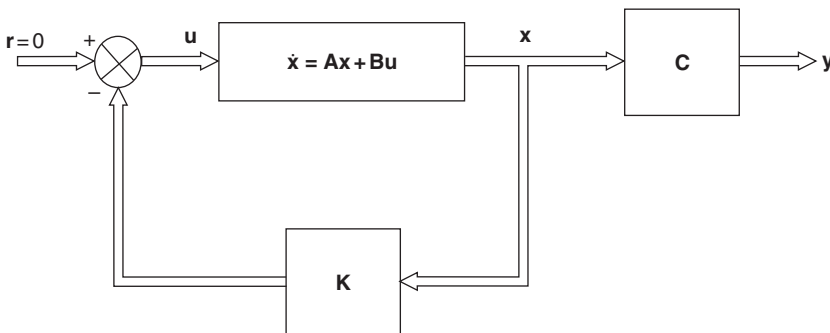 r = 0
+
−
u
ẋ = Ax + Bu
x
C
y
K